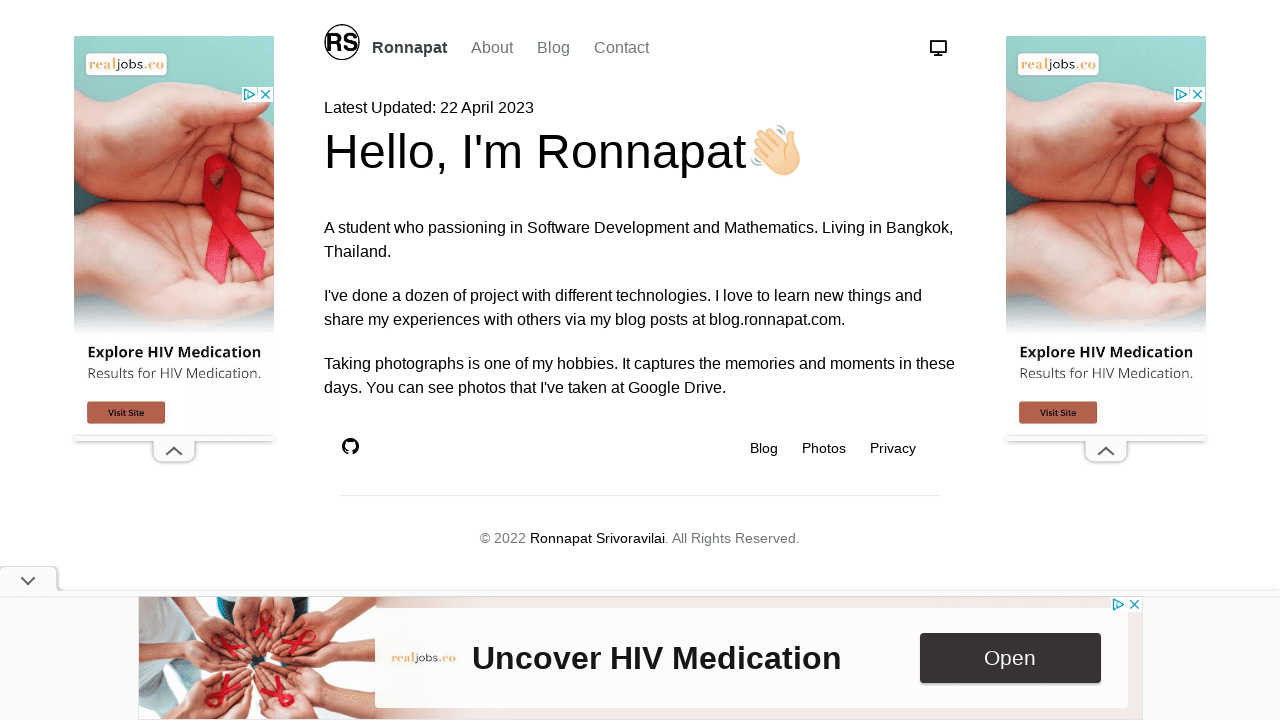 RS
Ronnapat About Blog Contact
Latest Updated: 22 April 2023
Hello, I'm Ronnapat👋🏼
A student who passioning in Software Development and Mathematics. Living in Bangkok,
Thailand.
I've done a dozen of project with different technologies. I love to learn new things and
share my experiences with others via my blog posts at blog.ronnapat.com.
Taking photographs is one of my hobbies. It captures the memories and moments in these
days. You can see photos that I've taken at Google Drive.
Blog Photos Privacy
© 2022 Ronnapat Srivoravilai. All Rights Reserved.
realjobs.co
Explore HIV Medication
Results for HIV Medication.
Visit Site
realjobs.co
Explore HIV Medication
Results for HIV Medication.
Visit Site
realjobs.co
Uncover HIV Medication
Open